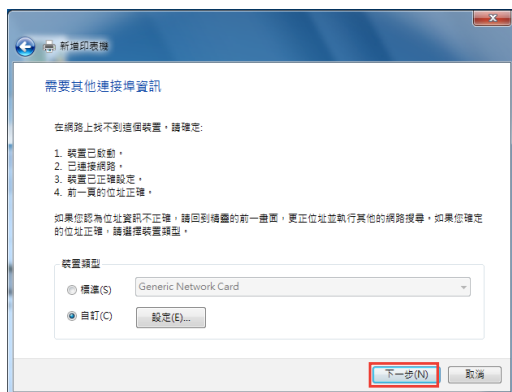 新增印表機
需要其他連接埠資訊
在網路上找不到這個裝置，請確定:
1. 裝置已啟動。
2. 已連接網路。
3. 裝置已正確設定。
4. 前一頁的位址正確。
如果您認為位址資訊不正確，請回到精靈的前一畫面，更正位址並執行其他的網路搜尋。如果您確定
的位址正確，請選擇裝置類型。
裝置類型
標準(S) Generic Network Card
自訂(C) 設定(E)...
下一步(N) 取消